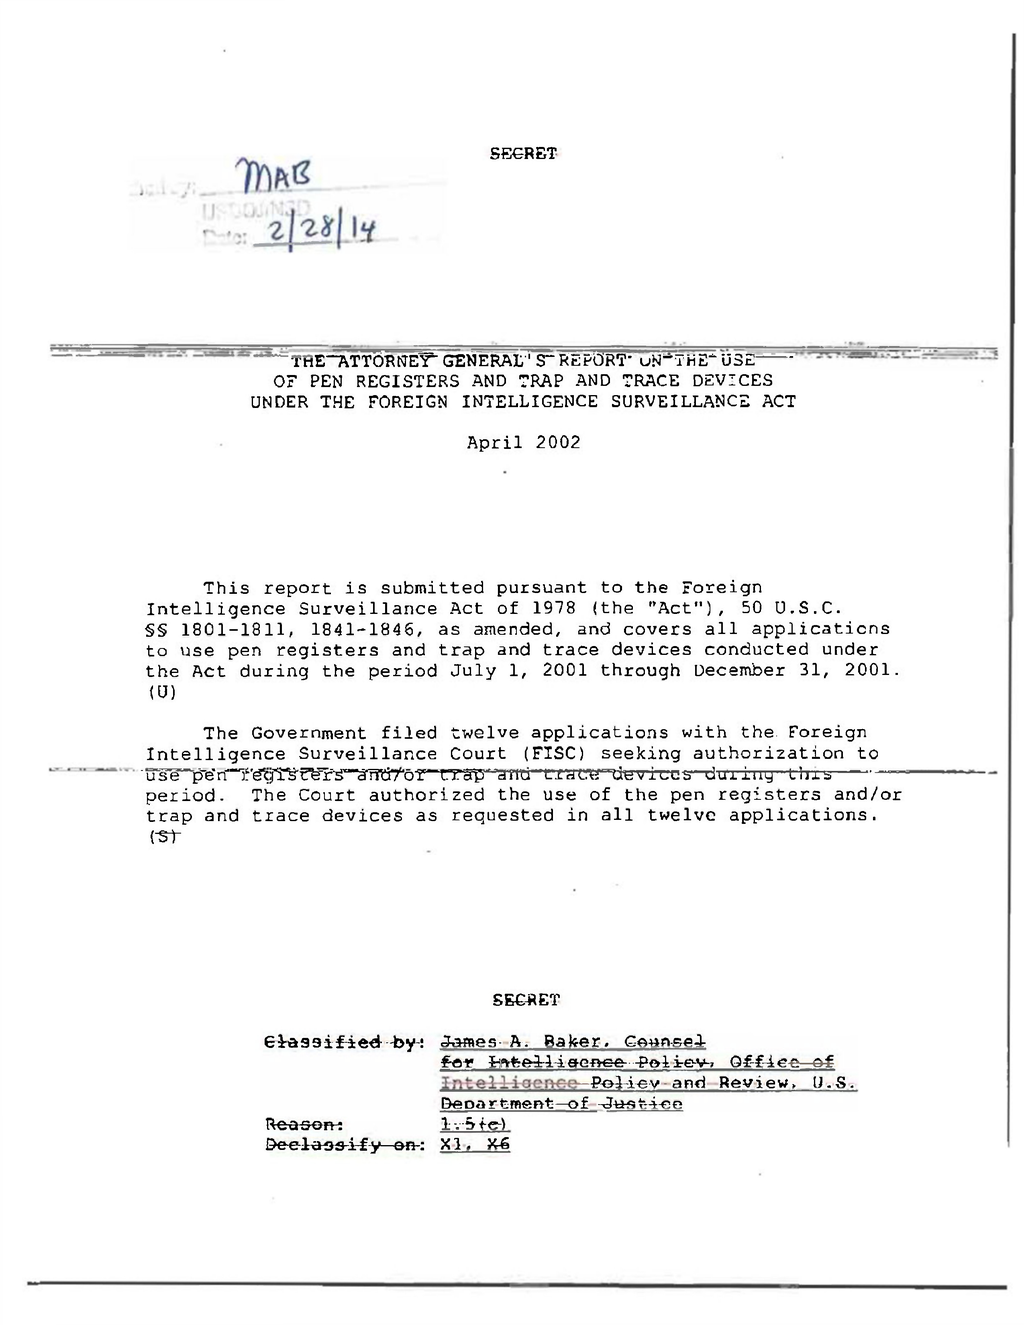 SECRET
MAB
USDOJ/NSD
Date: 2/28/14
THE ATTORNEY GENERAL'S REPORT ON THE USE
OF PEN REGISTERS AND TRAP AND TRACE DEVICES
UNDER THE FOREIGN INTELLIGENCE SURVEILLANCE ACT
April 2002
This report is submitted pursuant to the Foreign
Intelligence Surveillance Act of 1978 (the "Act"), 50 U.S.C.
§§ 1801-1811, 1841-1846, as amended, and covers all applications
to use pen registers and trap and trace devices conducted under
the Act during the period July 1, 2001 through December 31, 2001.
(U)
The Government filed twelve applications with the Foreign
Intelligence Surveillance Court (FISC) seeking authorization to
use pen registers and/or trap and trace devices during this
period. The Court authorized the use of the pen registers and/or
trap and trace devices as requested in all twelve applications.
(S)
SECRET
Classified by: James A. Baker, Counsel
for Intelligence Policy, Office of
Intelligence Policy and Review, U.S.
Department of Justice
Reason: 1.5(c)
Declassify on: X1, X6